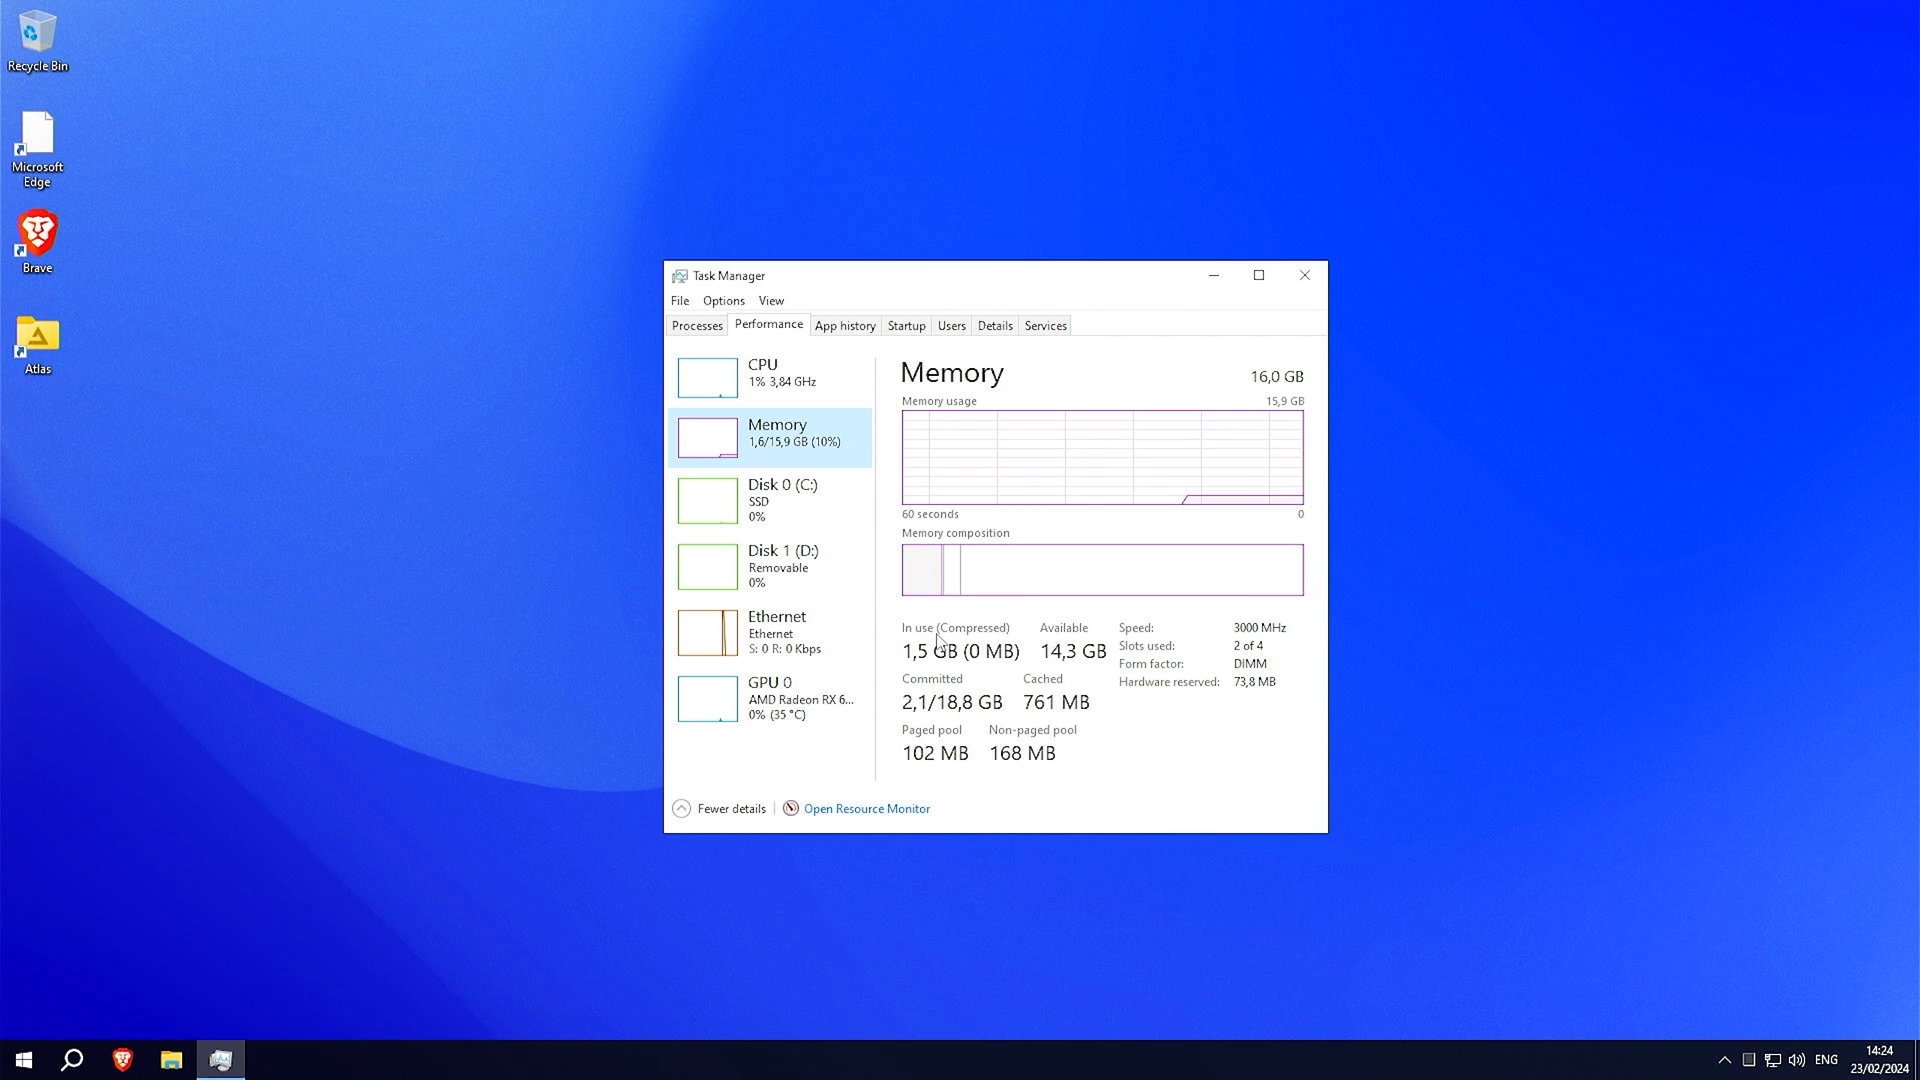 Recycle Bin
Microsoft
Edge
Brave
Atlas
Task Manager
File Options View
Processes Performance App history Startup Users Details Services
CPU
1% 3,84 GHz
Memory
1,6/15,9 GB (10%)
Disk 0 (C:)
SSD
0%
Disk 1 (D:)
Removable
0%
Ethernet
Ethernet
S: 0 R: 0 Kbps
GPU 0
AMD Radeon RX 6...
0% (35 °C)
Memory 16,0 GB
Memory usage 15,9 GB
60 seconds 0
Memory composition
In use (Compressed) Available
1,5 GB (0 MB) 14,3 GB
Committed Cached
2,1/18,8 GB 761 MB
Paged pool Non-paged pool
102 MB 168 MB
Speed: 3000 MHz
Slots used: 2 of 4
Form factor: DIMM
Hardware reserved: 73,8 MB
Fewer details Open Resource Monitor
ENG
14:24
23/02/2024